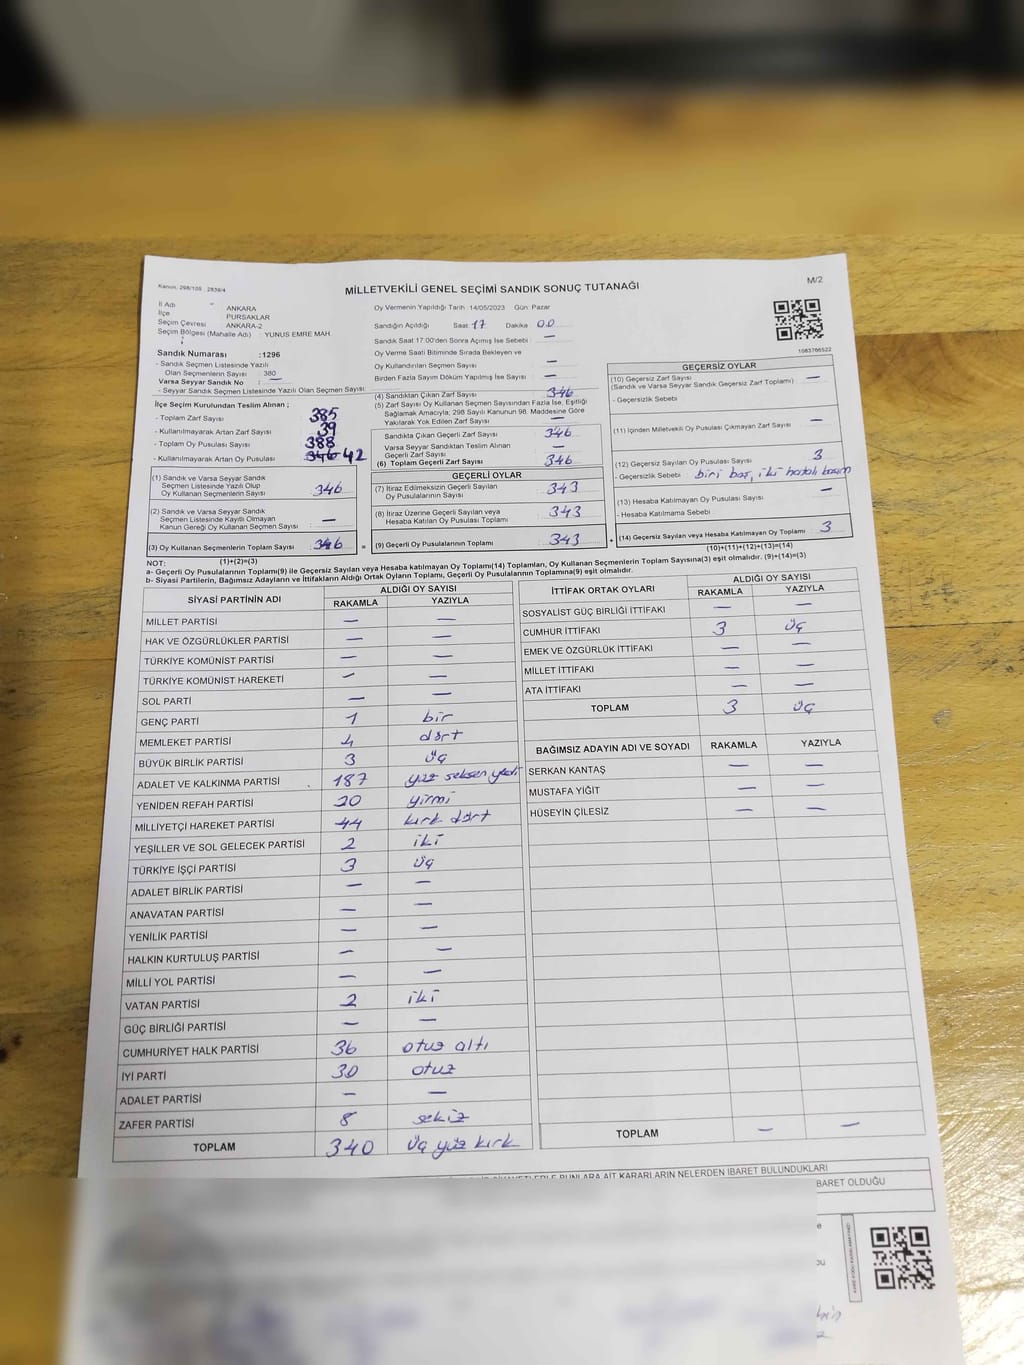 Kanun; 298/105 : 2839/4
MİLLETVEKİLİ GENEL SEÇİMİ SANDIK SONUÇ TUTANAĞI
M/2
İl Adı ANKARA
İlçe PURSAKLAR
Seçim Çevresi ANKARA-2
Seçim Bölgesi (Mahalle Adı) : YUNUS EMRE MAH.
Sandık Numarası :1296
- Sandık Seçmen Listesinde Yazılı
Olan Seçmenlerin Sayısı 380
Varsa Seyyar Sandık No : —
- Seyyar Sandık Listesinde Yazılı Olan Seçmen Sayısı:
İlçe Seçim Kurulundan Teslim Alınan ;
- Toplam Zarf Sayısı 385
- Kullanılmayarak Artan Zarf Sayısı 39
- Toplam Oy Pusulası Sayısı 388
- Kullanılmayarak Artan Oy Pusulası 346 42
(1) Sandık ve Varsa Seyyar Sandık
Seçmen Listesinde Yazılı Olup
Oy Kullanan Seçmenlerin Sayısı 346
(2) Sandık ve Varsa Seyyar Sandık
Seçmen Listesinde Kayıtlı Olmayan
Kanun Gereği Oy Kullanan Seçmen Sayısı —
(3) Oy Kullanan Seçmenlerin Toplam Sayısı 346
Oy Vermenin Yapıldığı Tarih :14/05/2023 Gün: Pazar
Sandığın Açıldığı Saat:17 Dakika 00
Sandık Saat 17.00'den Sonra Açımış İse Sebebi : —
Oy Verme Saati Bitiminde Sırada Bekleyen ve
Oy Kullandırılan Seçmen Sayısı —
Birden Fazla Sayım Döküm Yapılmış İse Sayısı —
(4) Sandıktan Çıkan Zarf Sayısı 346
(5) Zarf Sayısı Oy Kullanan Seçmen Sayısından Fazla İse, Eşitliği
Sağlamak Amacıyla; 298 Sayılı Kanunun 98. Maddesine Göre
Yakılarak Yok Edilen Zarf Sayısı —
Sandıkta Çıkan Geçerli Zarf Sayısı 346
Varsa Seyyar Sandıktan Teslim Alınan
Geçerli Zarf Sayısı —
(6) Toplam Geçerli Zarf Sayısı 346
GEÇERLİ OYLAR
(7) İtiraz Edilmeksizin Geçerli Sayılan
Oy Pusulalarının Sayısı 343
(8) İtiraz Üzerine Geçerli Sayılan veya
Hesaba Katılan Oy Pusulası Toplamı 343
= (9) Geçerli Oy Pusulalarının Toplamı 343
1083766522
GEÇERSİZ OYLAR
(10) Geçersiz Zarf Sayısı
(Sandık ve Varsa Seyyar Sandık Geçersiz Zarf Toplamı) —
- Geçersizlik Sebebi
(11) İçinden Milletvekili Oy Pusulası Çıkmayan Zarf Sayısı —
(12) Geçersiz Sayılan Oy Pusulası Sayısı 3
- Geçersizlik Sebebi : biri boş, iki hatalı basım
(13) Hesaba Katılmayan Oy Pusulası Sayısı —
- Hesaba Katılmama Sebebi :
+ (14) Geçersiz Sayılan veya Hesaba Katılmayan Oy Toplamı 3
NOT: (1)+(2)=(3) (10)+(11)+(12)+(13)=(14)
a- Geçerli Oy Pusulalarının Toplamı(9) ile Geçersiz Sayılan veya Hesaba Katılmayan Oy Toplamı(14) Toplamları, Oy Kullanan Seçmenlerin Toplam Sayısına(3) eşit olmalıdır. (9)+(14)=(3)
b- Siyasi Partilerin, Bağımsız Adayların ve İttifakların Aldığı Ortak Oyların Toplamı, Geçerli Oy Pusulalarının Toplamına(9) eşit olmalıdır.
SİYASİ PARTİNİN ADI ALDIĞI OY SAYISI
RAKAMLA YAZIYLA
MİLLET PARTİSİ — —
HAK VE ÖZGÜRLÜKLER PARTİSİ — —
TÜRKİYE KOMÜNİST PARTİSİ — —
TÜRKİYE KOMÜNİST HAREKETİ — —
SOL PARTİ — —
GENÇ PARTİ 1 bir
MEMLEKET PARTİSİ 4 dört
BÜYÜK BİRLİK PARTİSİ 3 üç
ADALET VE KALKINMA PARTİSİ 187 yüz seksen yedi
YENİDEN REFAH PARTİSİ 20 yirmi
MİLLİYETÇİ HAREKET PARTİSİ 44 kırk dört
YEŞİLLER VE SOL GELECEK PARTİSİ 2 iki
TÜRKİYE İŞÇİ PARTİSİ 3 üç
ADALET BİRLİK PARTİSİ — —
ANAVATAN PARTİSİ — —
YENİLİK PARTİSİ — —
HALKIN KURTULUŞ PARTİSİ — —
MİLLİ YOL PARTİSİ — —
VATAN PARTİSİ 2 iki
GÜÇ BİRLİĞİ PARTİSİ — —
CUMHURİYET HALK PARTİSİ 36 otuz altı
İYİ PARTİ 30 otuz
ADALET PARTİSİ — —
ZAFER PARTİSİ 8 sekiz
TOPLAM 340 üç yüz kırk
İTTİFAK ORTAK OYLARI ALDIĞI OY SAYISI
RAKAMLA YAZIYLA
SOSYALİST GÜÇ BİRLİĞİ İTTİFAKI — —
CUMHUR İTTİFAKI 3 üç
EMEK VE ÖZGÜRLÜK İTTİFAKI — —
MİLLET İTTİFAKI — —
ATA İTTİFAKI — —
TOPLAM 3 üç
BAĞIMSIZ ADAYIN ADI VE SOYADI RAKAMLA YAZIYLA
SERKAN KANTAŞ — —
MUSTAFA YİĞİT — —
HÜSEYİN ÇİLESİZ — —
TOPLAM — —
BUNLARA AİT KARARLARIN NELERDEN İBARET BULUNDUKLARI
BARET OLDUĞU